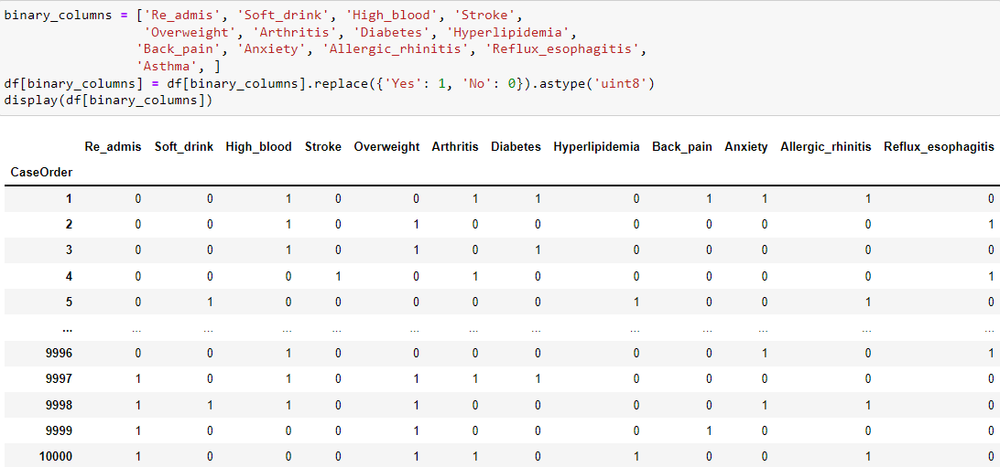 binary_columns = ['Re_admis', 'Soft_drink', 'High_blood', 'Stroke',
'Overweight', 'Arthritis', 'Diabetes', 'Hyperlipidemia',
'Back_pain', 'Anxiety', 'Allergic_rhinitis', 'Reflux_esophagitis',
'Asthma', ]
df[binary_columns] = df[binary_columns].replace({'Yes': 1, 'No': 0}).astype('uint8')
display(df[binary_columns])
Re_admis Soft_drink High_blood Stroke Overweight Arthritis Diabetes Hyperlipidemia Back_pain Anxiety Allergic_rhinitis Reflux_esophagitis
CaseOrder
1 0 0 1 0 0 1 1 0 1 1 1 0
2 0 0 1 0 1 0 0 0 0 0 0 1
3 0 0 1 0 1 0 1 0 0 0 0 0
4 0 0 0 1 0 1 0 0 0 0 0 1
5 0 1 0 0 0 0 0 1 0 0 1 0
... ... ... ... ... ... ... ... ... ... ... ... ...
9996 0 0 1 0 0 0 0 0 0 1 0 1
9997 1 0 1 0 1 1 1 0 0 0 0 0
9998 1 1 1 0 1 0 0 0 0 1 1 0
9999 1 0 0 0 1 0 0 0 1 0 0 0
10000 1 0 0 0 1 1 0 1 0 0 1 0